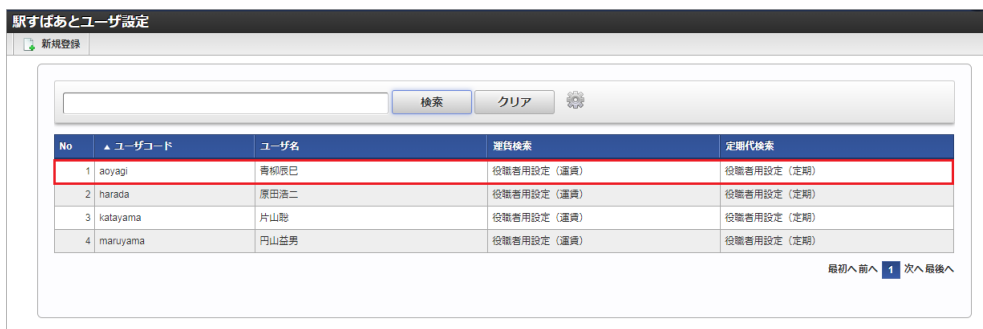 駅すぱあとユーザ設定
新規登録
検索 クリア
No ▲ ユーザコード ユーザ名 運賃検索 定期代検索
1 aoyagi 青柳辰巳 役職者用設定（運賃） 役職者用設定（定期）
2 harada 原田浩二 役職者用設定（運賃） 役職者用設定（定期）
3 katayama 片山聡 役職者用設定（運賃） 役職者用設定（定期）
4 maruyama 円山益男 役職者用設定（運賃） 役職者用設定（定期）
最初へ 前へ 1 次へ 最後へ